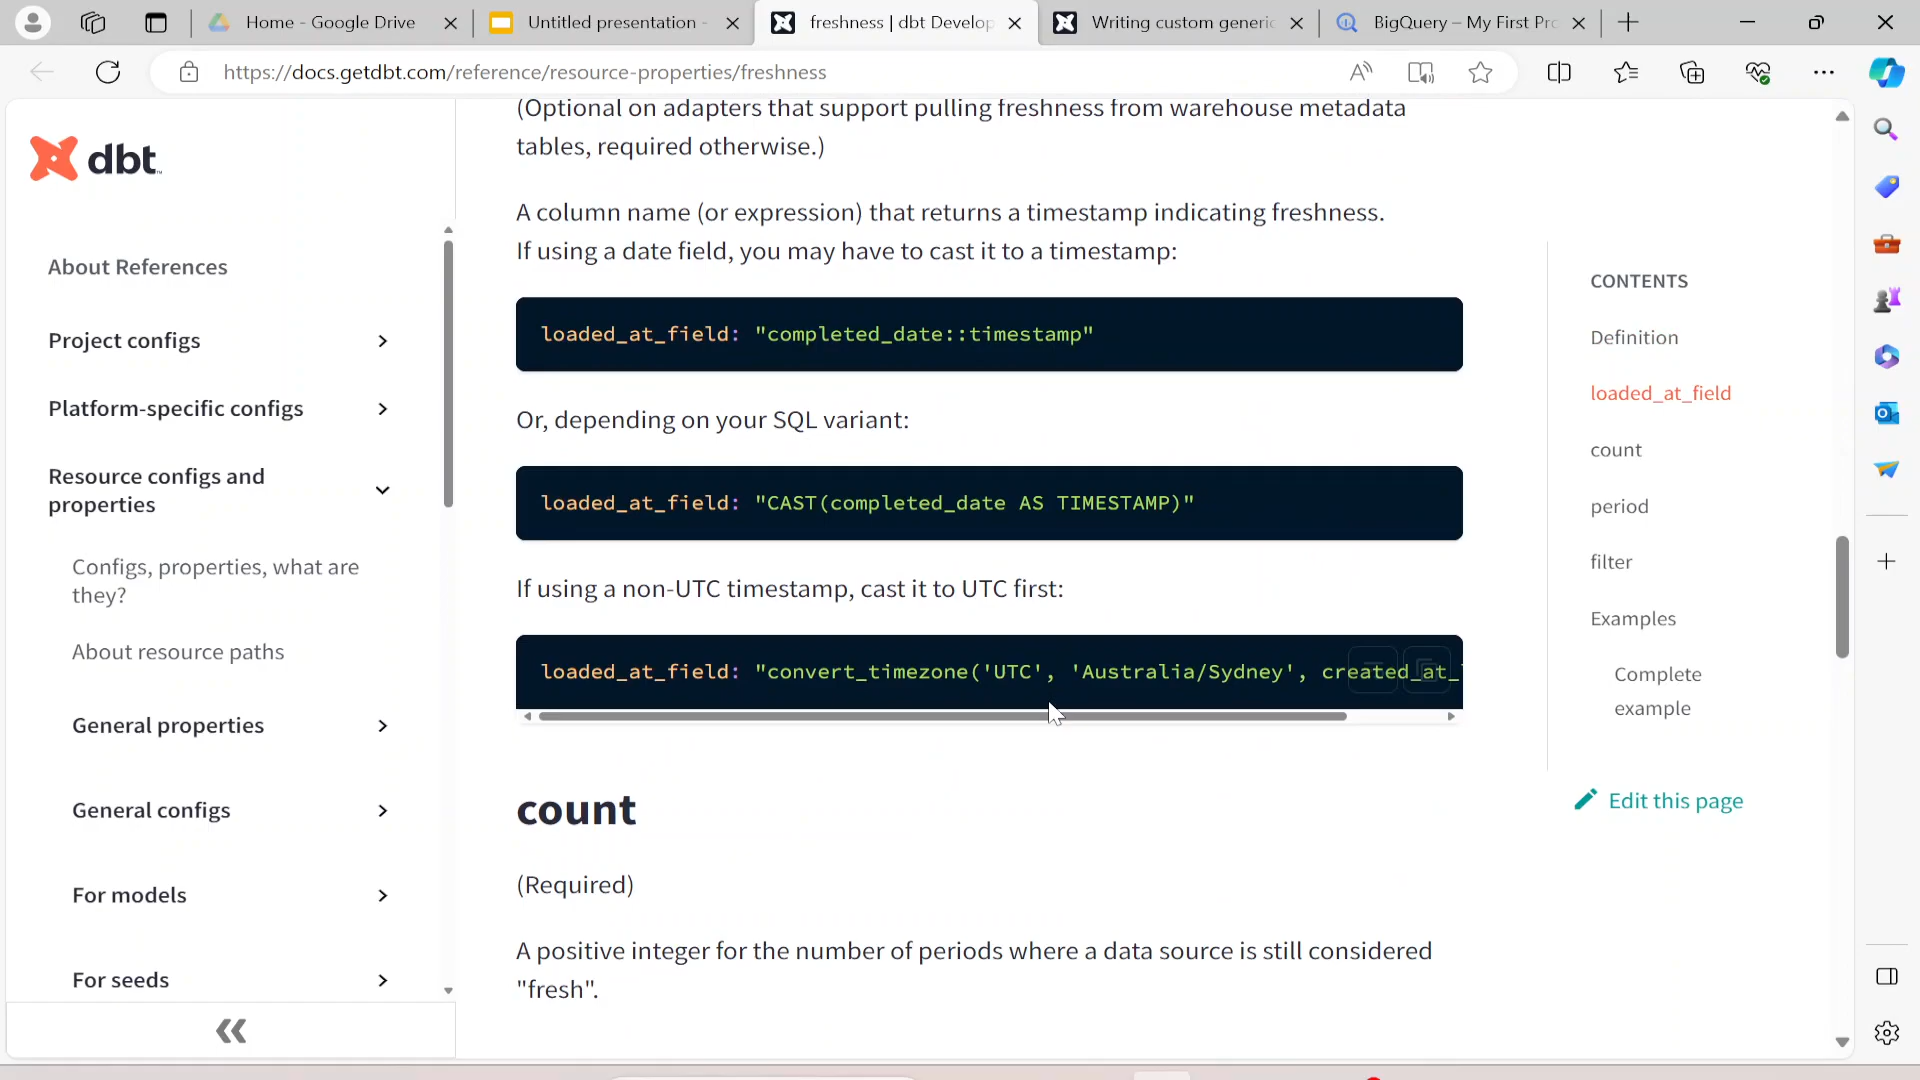 Home - Google Drive
Untitled presentation -
freshness | dbt Develop
Writing custom generic
BigQuery – My First Pro
https://docs.getdbt.com/reference/resource-properties/freshness
dbt
About References
Project configs
Platform-specific configs
Resource configs and
properties
Configs, properties, what are
they?
About resource paths
General properties
General configs
For models
For seeds
(Optional on adapters that support pulling freshness from warehouse metadata
tables, required otherwise.)
A column name (or expression) that returns a timestamp indicating freshness.
If using a date field, you may have to cast it to a timestamp:
loaded_at_field: "completed_date::timestamp"
Or, depending on your SQL variant:
loaded_at_field: "CAST(completed_date AS TIMESTAMP)"
If using a non-UTC timestamp, cast it to UTC first:
loaded_at_field: "convert_timezone('UTC', 'Australia/Sydney', created_at_
count
(Required)
A positive integer for the number of periods where a data source is still considered
"fresh".
CONTENTS
Definition
loaded_at_field
count
period
filter
Examples
Complete
example
Edit this page